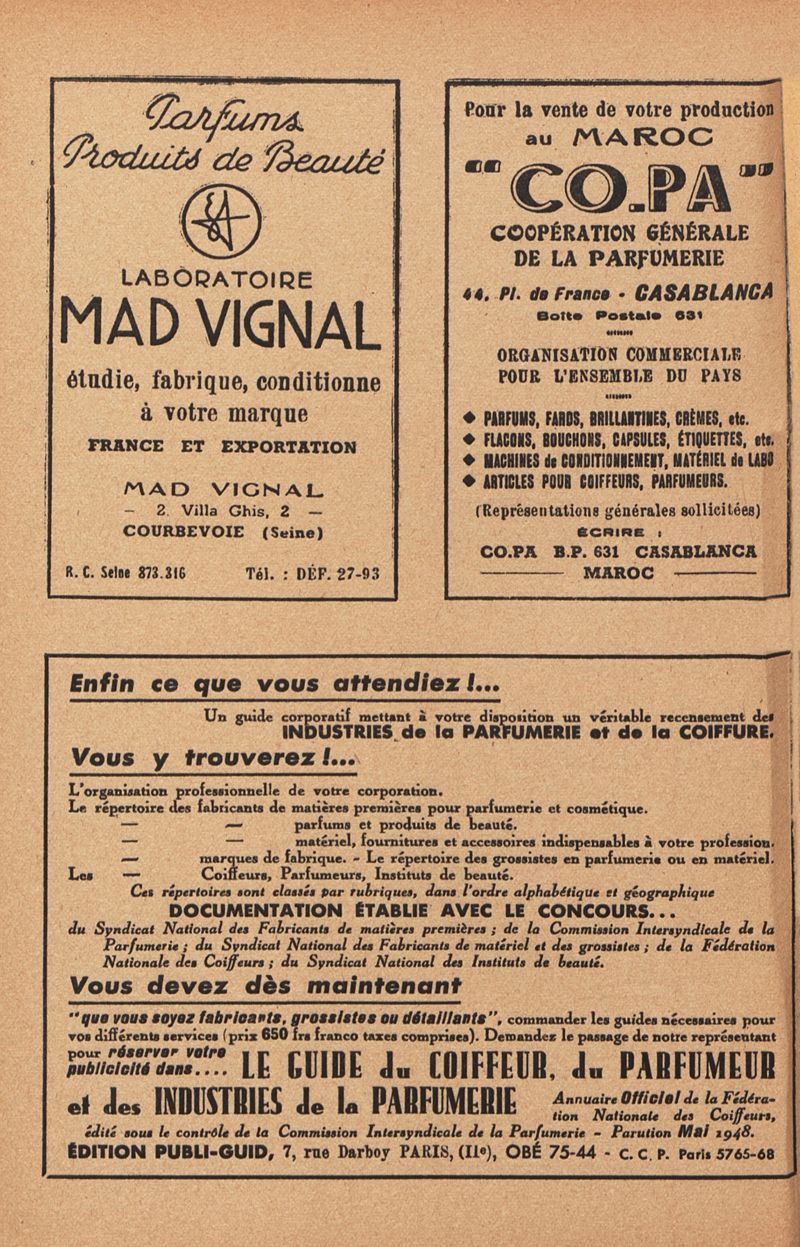 Parfums
Produits de Beauté
LABORATOIRE
MAD VIGNAL
étudie, fabrique, conditionne
à votre marque
FRANCE ET EXPORTATION
MAD VIGNAL
— 2, Villa Ghis, 2 —
COURBEVOIE (Seine)
R. C. Seine 873.316 Tél. : DÉF. 27-93
Pour la vente de votre production
au MAROC
"CO.PA"
COOPÉRATION GÉNÉRALE
DE LA PARFUMERIE
44, Pl. de France - CASABLANCA
Boîte Postale 631
ORGANISATION COMMERCIALE
POUR L'ENSEMBLE DU PAYS
◆ PARFUMS, FARDS, BRILLANTINES, CRÈMES, etc.
◆ FLACONS, BOUCHONS, CAPSULES, ÉTIQUETTES, etc.
◆ MACHINES de CONDITIONNEMENT, MATÉRIEL de LABO
◆ ARTICLES POUR COIFFEURS, PARFUMEURS.
(Représentations générales sollicitées)
ÉCRIRE :
CO.PA B.P. 631 CASABLANCA
MAROC
Enfin ce que vous attendiez !...
Un guide corporatif mettant à votre disposition un véritable recensement des
INDUSTRIES de la PARFUMERIE et de la COIFFURE.
Vous y trouverez !...
L'organisation professionnelle de votre corporation.
Le répertoire des fabricants de matières premières pour parfumerie et cosmétique.
— — parfums et produits de beauté.
— — matériel, fournitures et accessoires indispensables à votre profession.
— marques de fabrique. - Le répertoire des grossistes en parfumerie ou en matériel.
Les — Coiffeurs, Parfumeurs, Instituts de beauté.
Ces répertoires sont classés par rubriques, dans l'ordre alphabétique et géographique
DOCUMENTATION ÉTABLIE AVEC LE CONCOURS...
du Syndicat National des Fabricants de matières premières ; de la Commission Intersyndicale de la
Parfumerie ; du Syndicat National des Fabricants de matériel et des grossistes ; de la Fédération
Nationale des Coiffeurs ; du Syndicat National des Instituts de beauté.
Vous devez dès maintenant
"que vous soyez fabricants, grossistes ou détaillants", commander les guides nécessaires pour
vos différents services (prix 650 frs franco taxes comprises). Demandez le passage de notre représentant
pour réserver votre
publicicité dans.... LE GUIDE du COIFFEUR, du PARFUMEUR
et des INDUSTRIES de la PARFUMERIE Annuaire Officiel de la Fédéra-
tion Nationale des Coiffeurs,
édité sous le contrôle de la Commission Intersyndicale de la Parfumerie - Parution Mai 1948.
ÉDITION PUBLI-GUID, 7, rue Darboy PARIS, (11e), OBÉ 75-44 - C. C. P. Paris 5765-68